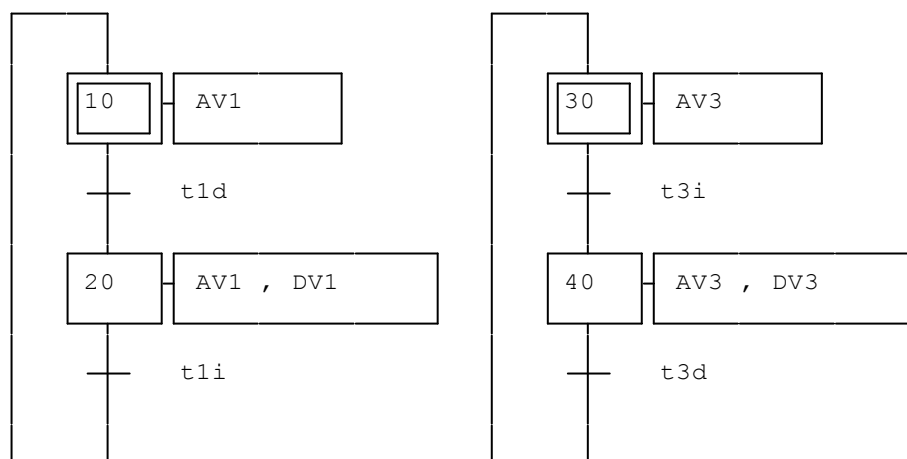 10 AV1
30 AV3
t1d
t3i
20 AV1 , DV1
40 AV3 , DV3
t1i
t3d